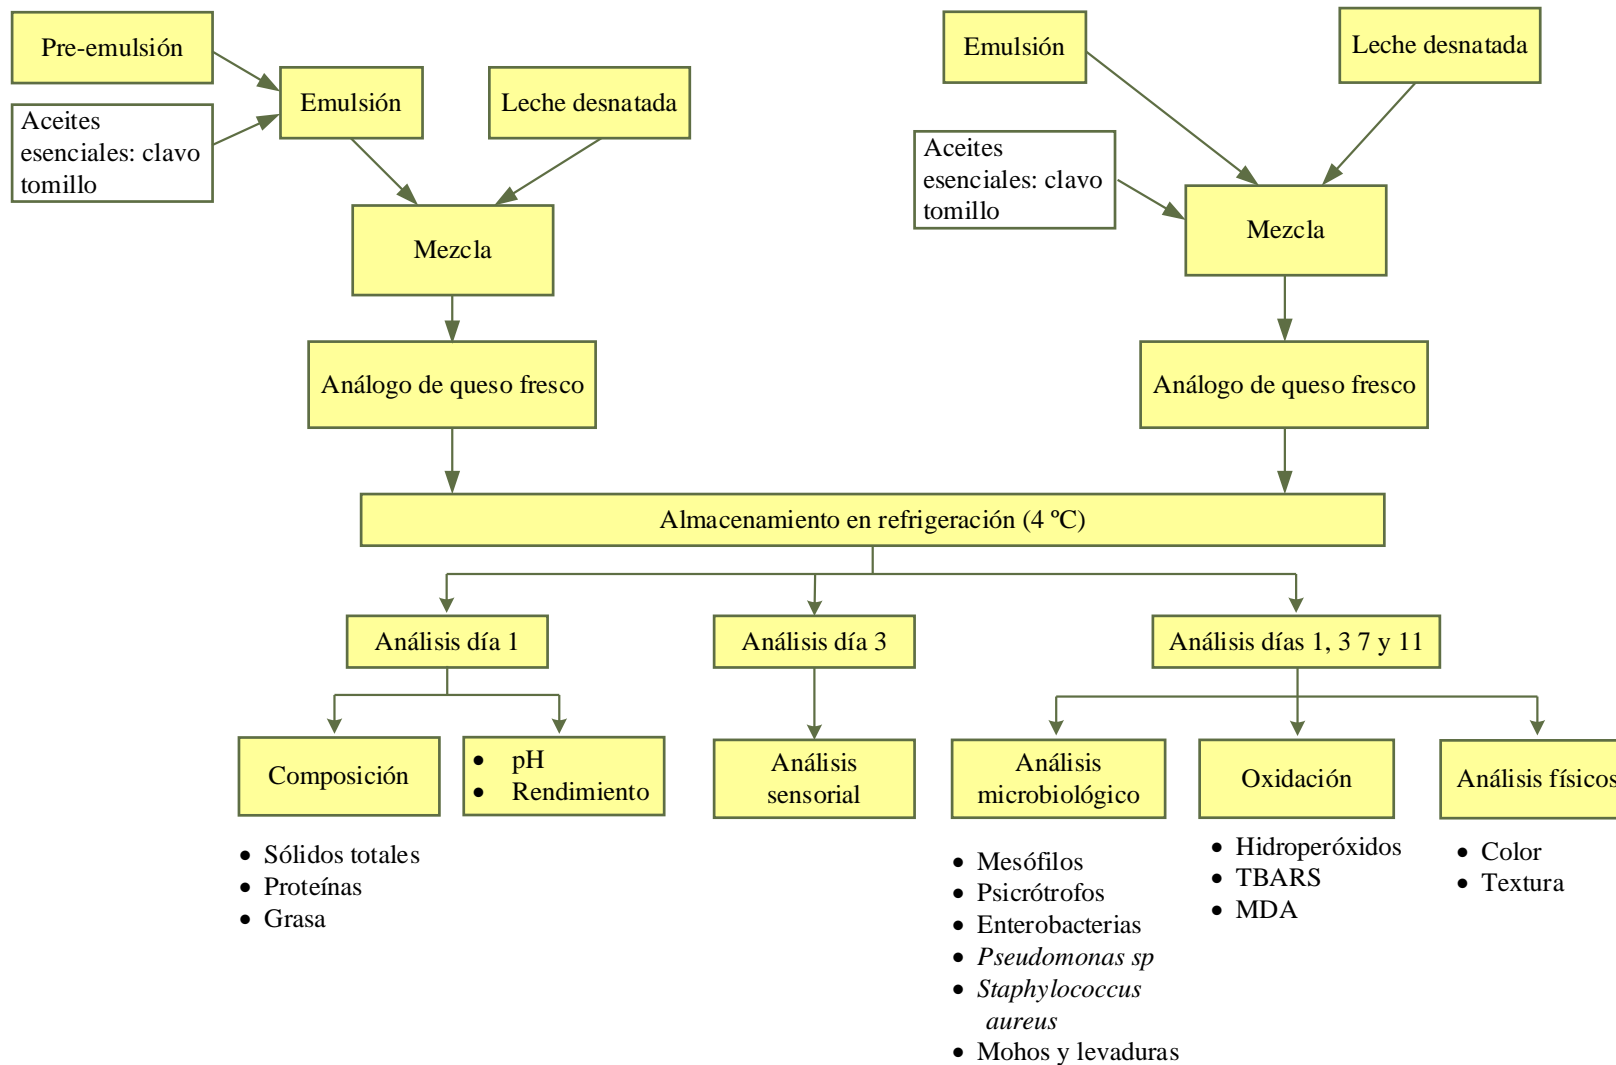 Pre-emulsión
Aceites
esenciales: clavo
tomillo
Emulsión
Leche desnatada
Mezcla
Análogo de queso fresco
Emulsión
Leche desnatada
Aceites
esenciales: clavo
tomillo
Mezcla
Análogo de queso fresco
Almacenamiento en refrigeración (4 ºC)
Análisis día 1
Análisis día 3
Análisis días 1, 3 7 y 11
Composición
• pH
• Rendimiento
Análisis
sensorial
Análisis
microbiológico
Oxidación
Análisis físicos
• Sólidos totales
• Proteínas
• Grasa
• Mesófilos
• Psicrótrofos
• Enterobacterias
• Pseudomonas sp
• Staphylococcus
aureus
• Mohos y levaduras
• Hidroperóxidos
• TBARS
• MDA
• Color
• Textura